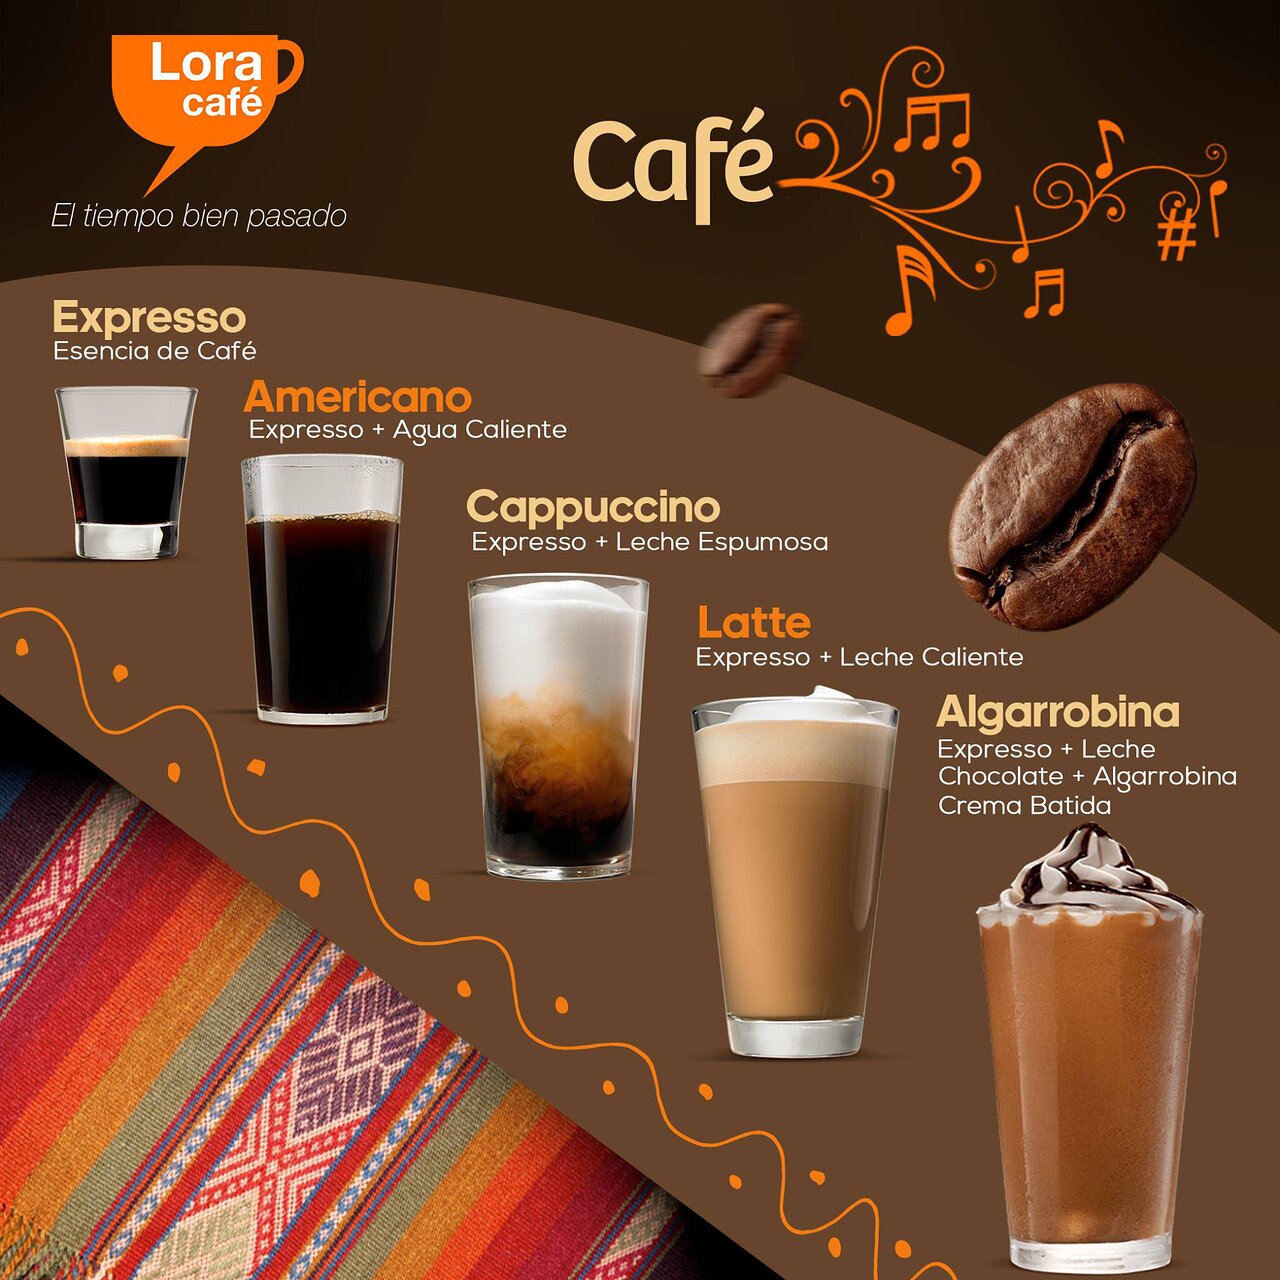 Lora
café
El tiempo bien pasado
Café
#
Expresso
Esencia de Café
Americano
Expresso + Agua Caliente
Cappuccino
Expresso + Leche Espumosa
Latte
Expresso + Leche Caliente
Algarrobina
Expresso + Leche
Chocolate + Algarrobina
Crema Batida